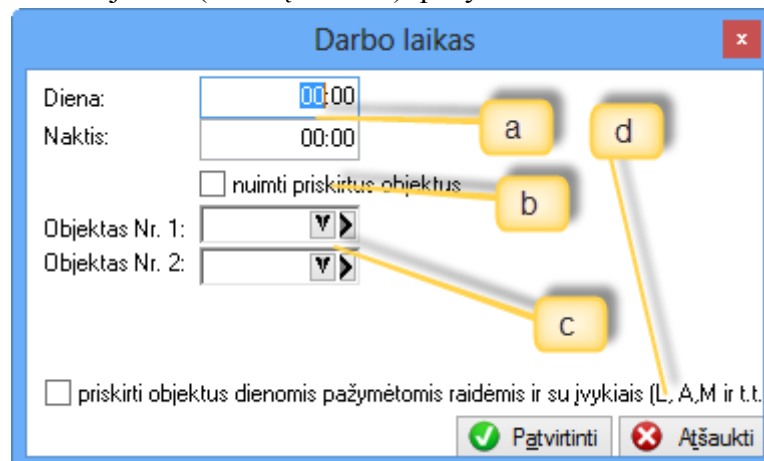 Darbo laikas
x
Diena: 00:00
a
d
Naktis: 00:00
nuimti priskirtus objektus
b
Objektas Nr. 1:
Objektas Nr. 2:
c
priskirti objektus dienomis pažymėtomis raidėmis ir su įvykiais (L, A,M ir t.t.
Patvirtinti Atšaukti